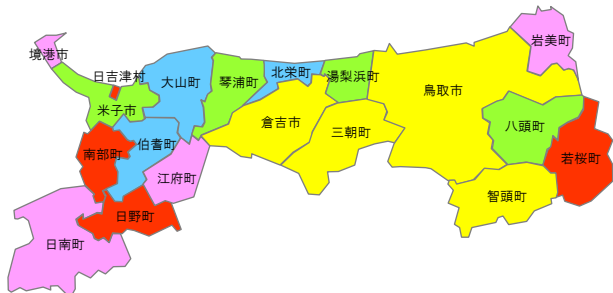 岩美町
境港市
日吉津村
大山町
琴浦町
北栄町
湯梨浜町
鳥取市
米子市
倉吉市
三朝町
八頭町
伯耆町
南部町
若桜町
江府町
智頭町
日野町
日南町